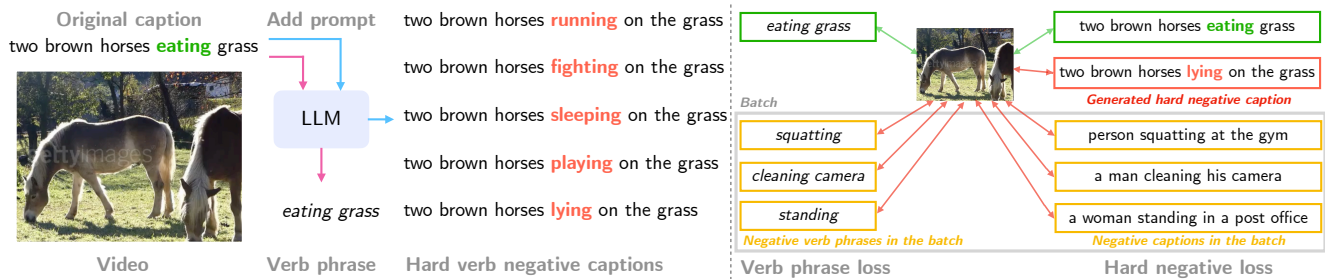 Original caption
two brown horses eating grass
gettyimages
Video
Add prompt
LLM
eating grass
Verb phrase
two brown horses running on the grass
two brown horses fighting on the grass
two brown horses sleeping on the grass
two brown horses playing on the grass
two brown horses lying on the grass
Hard verb negative captions
eating grass
Batch
squatting
cleaning camera
standing
Negative verb phrases in the batch
Verb phrase loss
two brown horses eating grass
two brown horses lying on the grass
Generated hard negative caption
person squatting at the gym
a man cleaning his camera
a woman standing in a post office
Negative captions in the batch
Hard negative loss